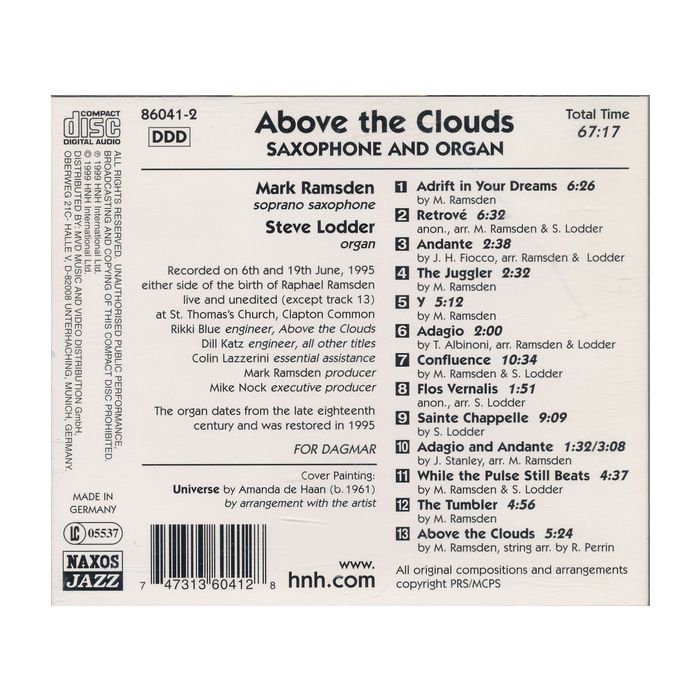 COMPACT
disc
DIGITAL AUDIO
86041-2
DDD
Above the Clouds
SAXOPHONE AND ORGAN
Total Time
67:17
ALL RIGHTS RESERVED. UNAUTHORISED PUBLIC PERFORMANCE,
BROADCASTING AND COPYING OF THIS COMPACT DISC PROHIBITED.
℗ 1999 HNH International Ltd.
© 1999 HNH International Ltd.
DISTRIBUTED BY: MVD MUSIC AND VIDEO DISTRIBUTION GmbH,
OBERWEG 21C- HALLE V, D-82008 UNTERHACHING, MUNICH, GERMANY.
Mark Ramsden
soprano saxophone
Steve Lodder
organ
Recorded on 6th and 19th June, 1995
either side of the birth of Raphael Ramsden
live and unedited (except track 13)
at St. Thomas's Church, Clapton Common
Rikki Blue engineer, Above the Clouds
Dill Katz engineer, all other titles
Colin Lazzerini essential assistance
Mark Ramsden producer
Mike Nock executive producer
The organ dates from the late eighteenth
century and was restored in 1995
FOR DAGMAR
Cover Painting:
Universe by Amanda de Haan (b. 1961)
by arrangement with the artist
1 Adrift in Your Dreams 6:26
by M. Ramsden
2 Retrové 6:32
anon., arr. M. Ramsden & S. Lodder
3 Andante 2:38
by J. H. Fiocco, arr. Ramsden & Lodder
4 The Juggler 2:32
by M. Ramsden
5 Y 5:12
by M. Ramsden
6 Adagio 2:00
by T. Albinoni, arr. Ramsden & Lodder
7 Confluence 10:34
by M. Ramsden & S. Lodder
8 Flos Vernalis 1:51
anon., arr. S. Lodder
9 Sainte Chappelle 9:09
by S. Lodder
10 Adagio and Andante 1:32/3:08
by J. Stanley, arr. M. Ramsden
11 While the Pulse Still Beats 4:37
by M. Ramsden & S. Lodder
12 The Tumbler 4:56
by M. Ramsden
13 Above the Clouds 5:24
by M. Ramsden, string arr. by R. Perrin
All original compositions and arrangements
copyright PRS/MCPS
MADE IN
GERMANY
LC 05537
NAXOS
JAZZ
7 47313 60412 8
www.
hnh.com